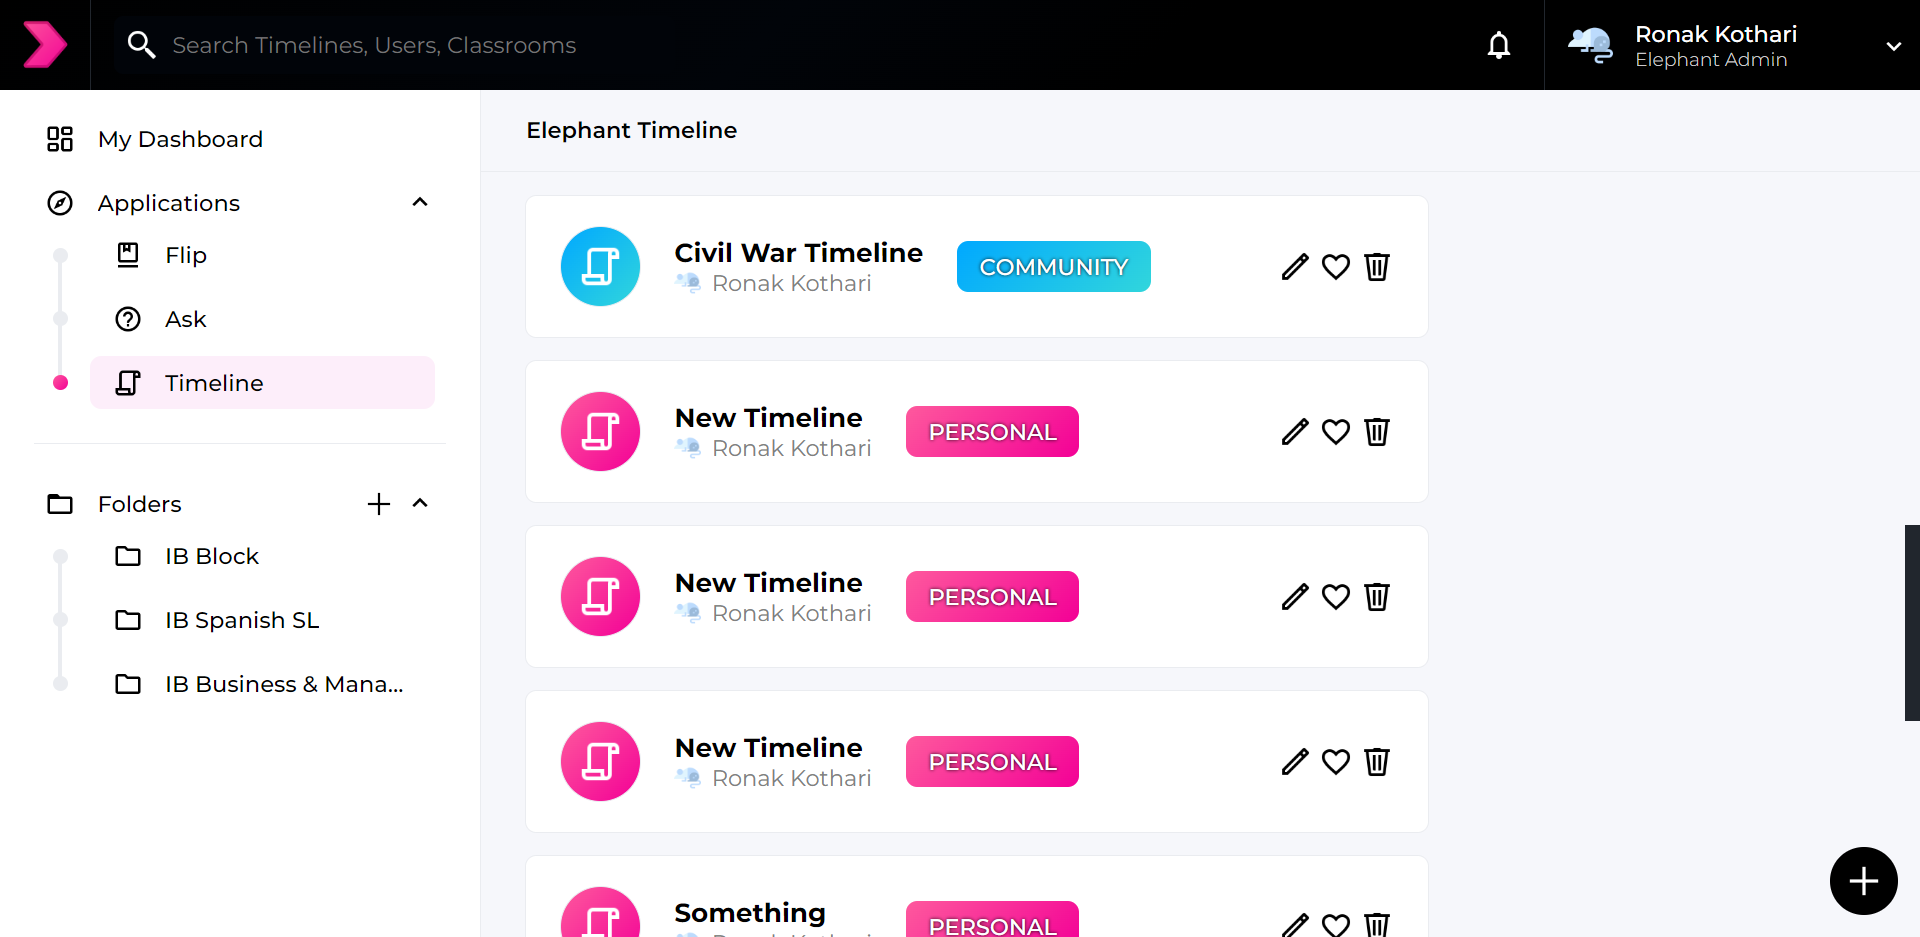 Search Timelines, Users, Classrooms
Ronak Kothari
Elephant Admin
My Dashboard
Applications
Flip
Ask
Timeline
Folders
IB Block
IB Spanish SL
IB Business & Mana...
Elephant Timeline
Civil War Timeline
Ronak Kothari
COMMUNITY
New Timeline
Ronak Kothari
PERSONAL
New Timeline
Ronak Kothari
PERSONAL
New Timeline
Ronak Kothari
PERSONAL
Something
Ronak Kothari
PERSONAL